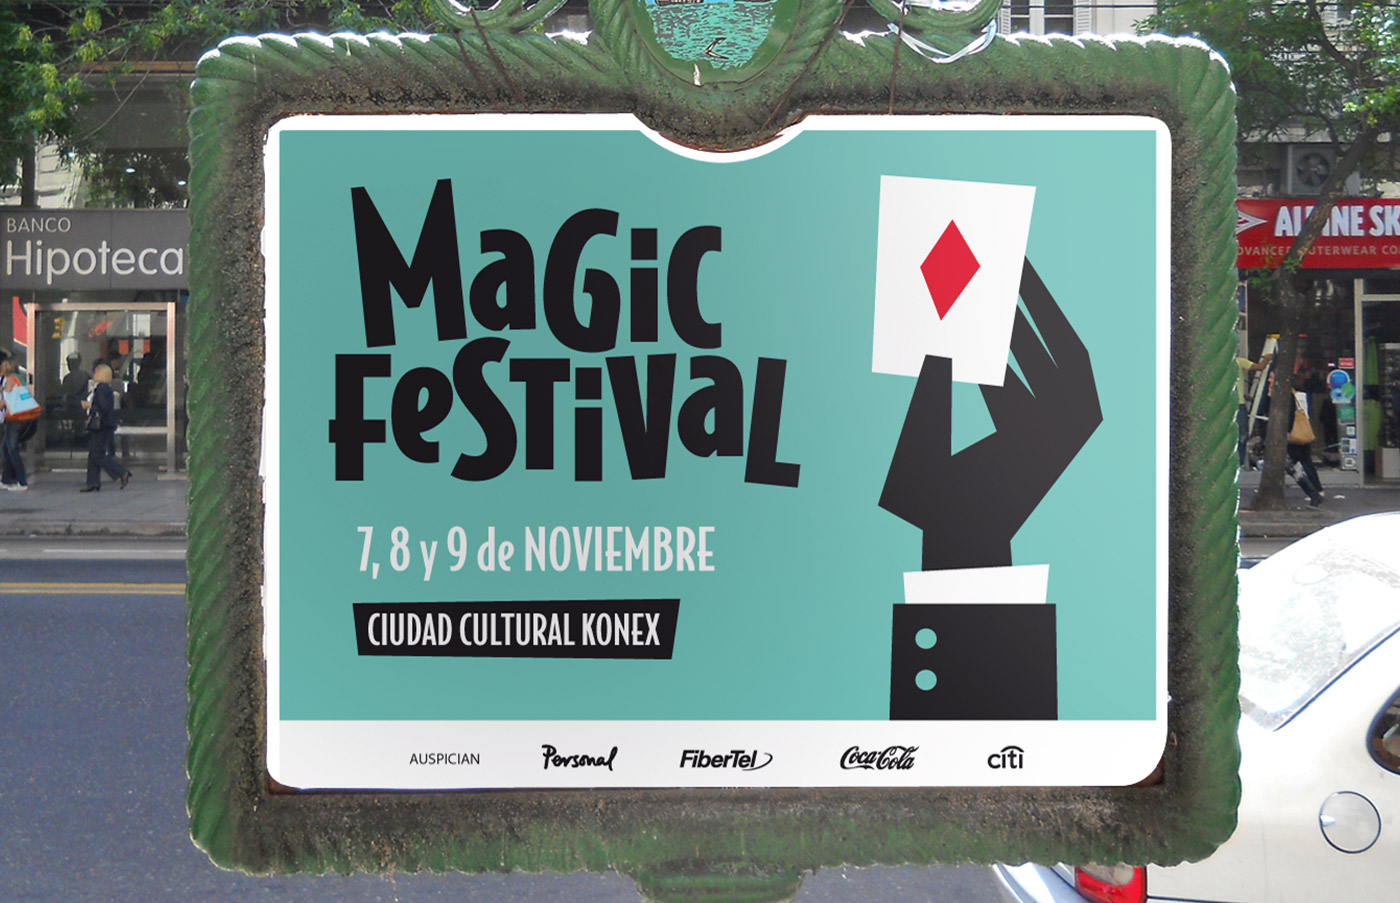 MaGiC
FeSTiVaL
7, 8 y 9 de NOVIEMBRE
CIUDAD CULTURAL KONEX
AUSPICIAN Personal FiberTel Coca-Cola citi
BANCO
Hipoteca